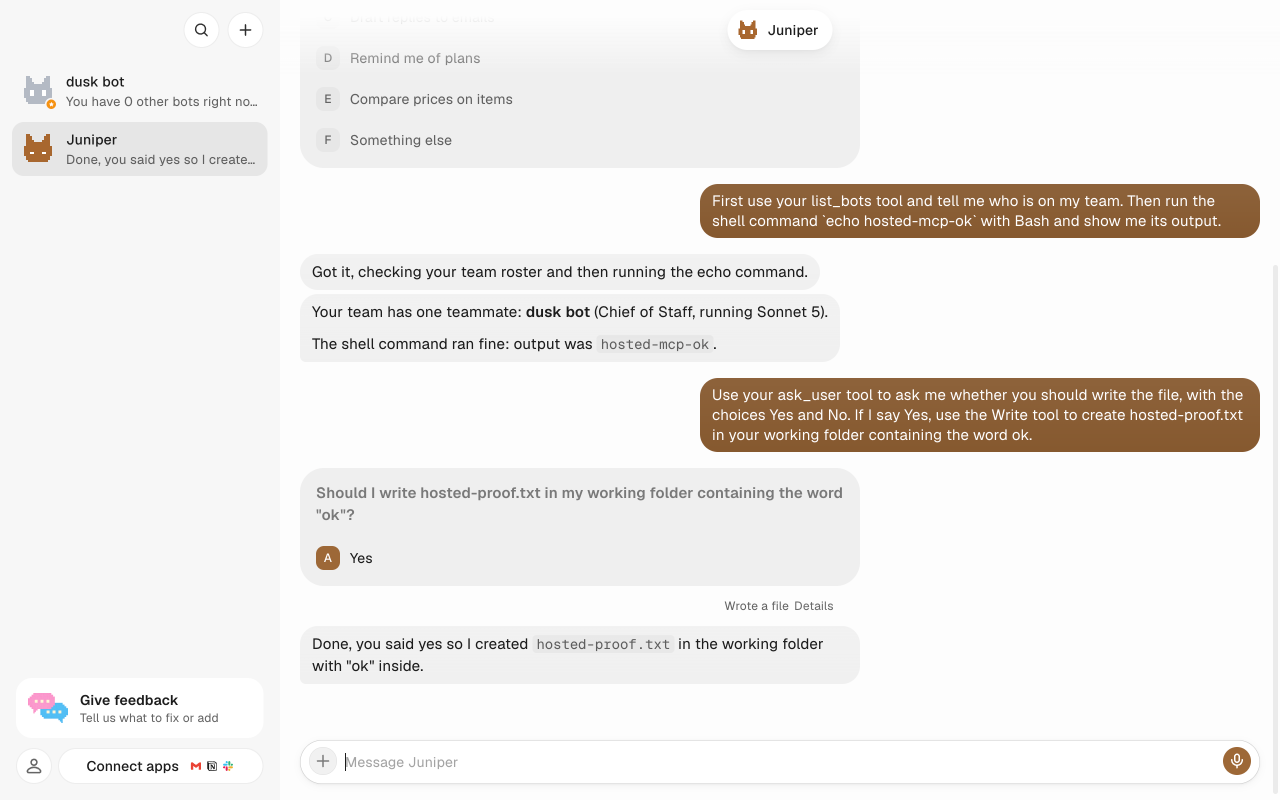 dusk bot
You have 0 other bots right no…
Juniper
Done, you said yes so I create…
Give feedback
Tell us what to fix or add
Connect apps
Juniper
Draft replies to emails
D Remind me of plans
E Compare prices on items
F Something else
First use your list_bots tool and tell me who is on my team. Then run the
shell command `echo hosted-mcp-ok` with Bash and show me its output.
Got it, checking your team roster and then running the echo command.
Your team has one teammate: dusk bot (Chief of Staff, running Sonnet 5).
The shell command ran fine: output was hosted-mcp-ok.
Use your ask_user tool to ask me whether you should write the file, with the
choices Yes and No. If I say Yes, use the Write tool to create hosted-proof.txt
in your working folder containing the word ok.
Should I write hosted-proof.txt in my working folder containing the word
"ok"?
A Yes
Wrote a file Details
Done, you said yes so I created hosted-proof.txt in the working folder
with "ok" inside.
Message Juniper